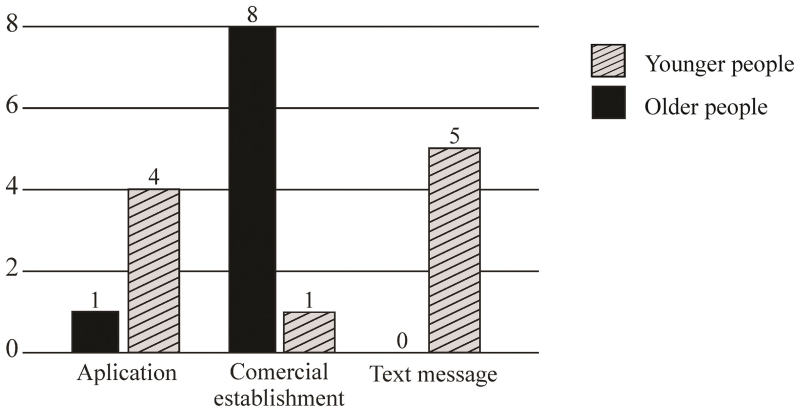 8
6
4
2
0
1
4
8
1
0
5
Aplication
Comercial
establishment
Text message
Younger people
Older people